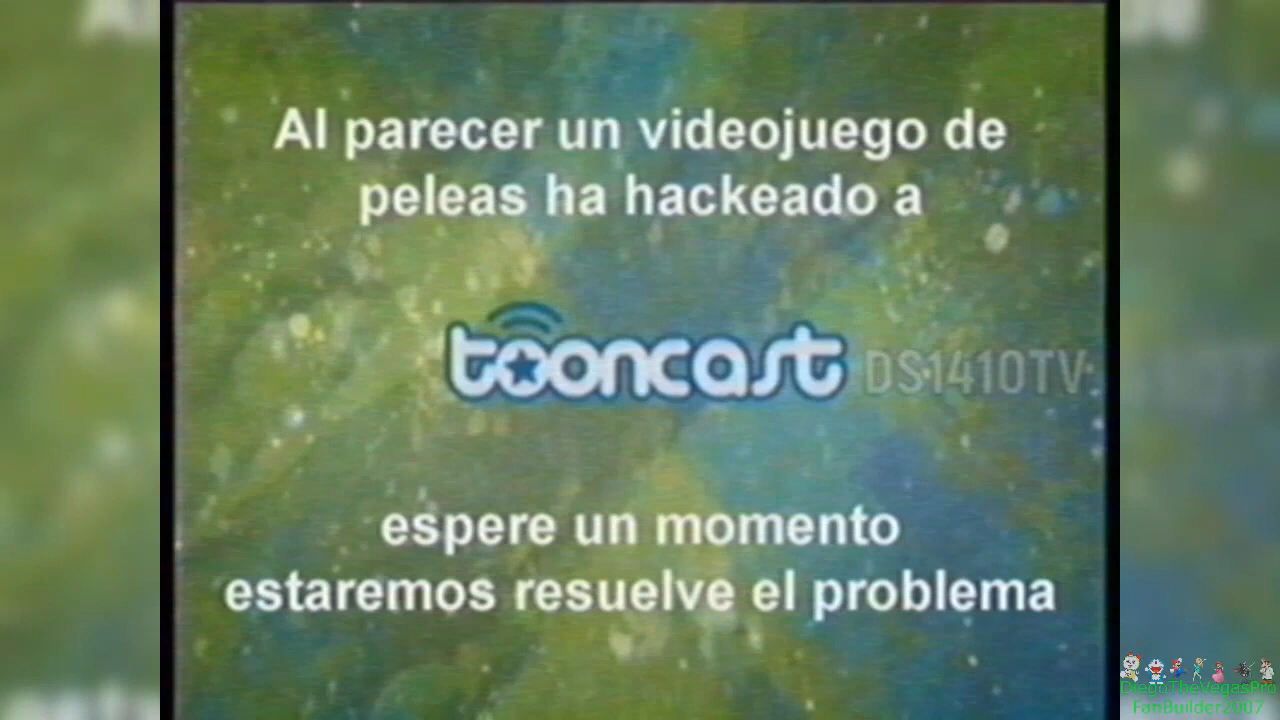 Al parecer un videojuego de
peleas ha hackeado a
tooncast
DS1410TV
espere un momento
estaremos resuelve el problema
DiegoTheVegasPro
FanBuilder2007